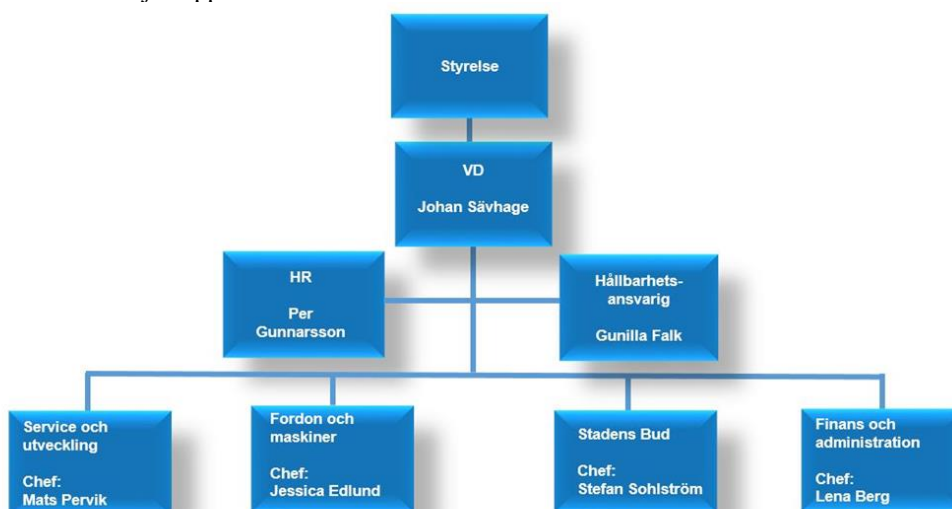 Styrelse
VD
Johan Sävhage
HR
Per
Gunnarsson
Hållbarhets-
ansvarig
Gunilla Falk
Service och
utveckling
Chef:
Mats Pervik
Fordon och
maskiner
Chef:
Jessica Edlund
Stadens Bud
Chef:
Stefan Sohlström
Finans och
administration
Chef:
Lena Berg